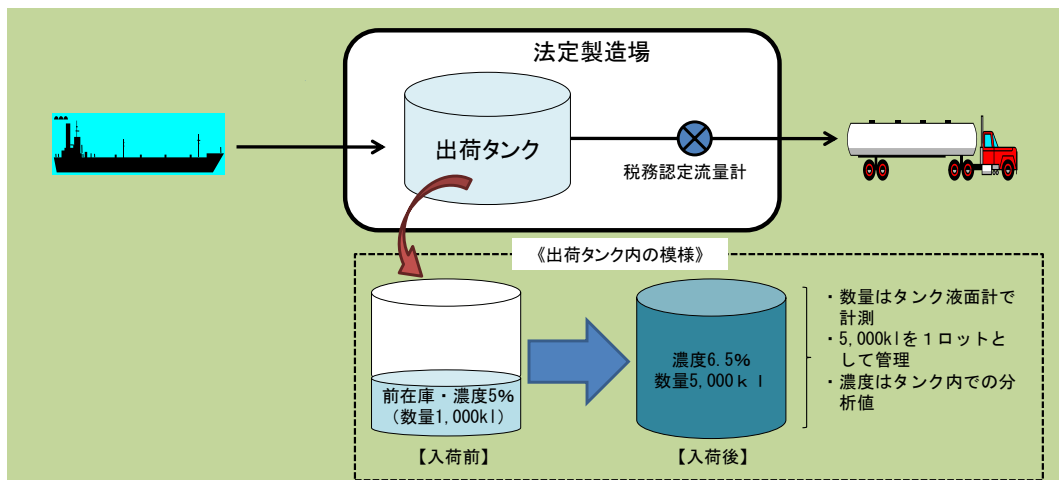 法定製造場
出荷タンク
税務認定流量計
《出荷タンク内の模様》
前在庫・濃度5%
(数量1,000kl)
【入荷前】
濃度6.5%
数量5,000kl
【入荷後】
・数量はタンク液面計で
計測
・5,000klを1ロットと
して管理
・濃度はタンク内での分
析値